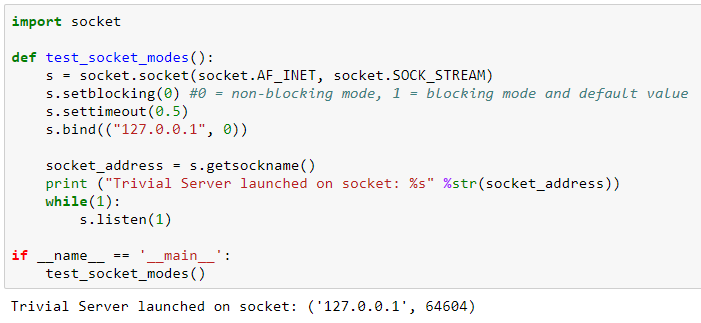 import socket

def test_socket_modes():
    s = socket.socket(socket.AF_INET, socket.SOCK_STREAM)
    s.setblocking(0) #0 = non-blocking mode, 1 = blocking mode and default value
    s.settimeout(0.5)
    s.bind(("127.0.0.1", 0))

    socket_address = s.getsockname()
    print ("Trivial Server launched on socket: %s" %str(socket_address))
    while(1):
        s.listen(1)

if __name__ == '__main__':
    test_socket_modes()
Trivial Server launched on socket: ('127.0.0.1', 64604)